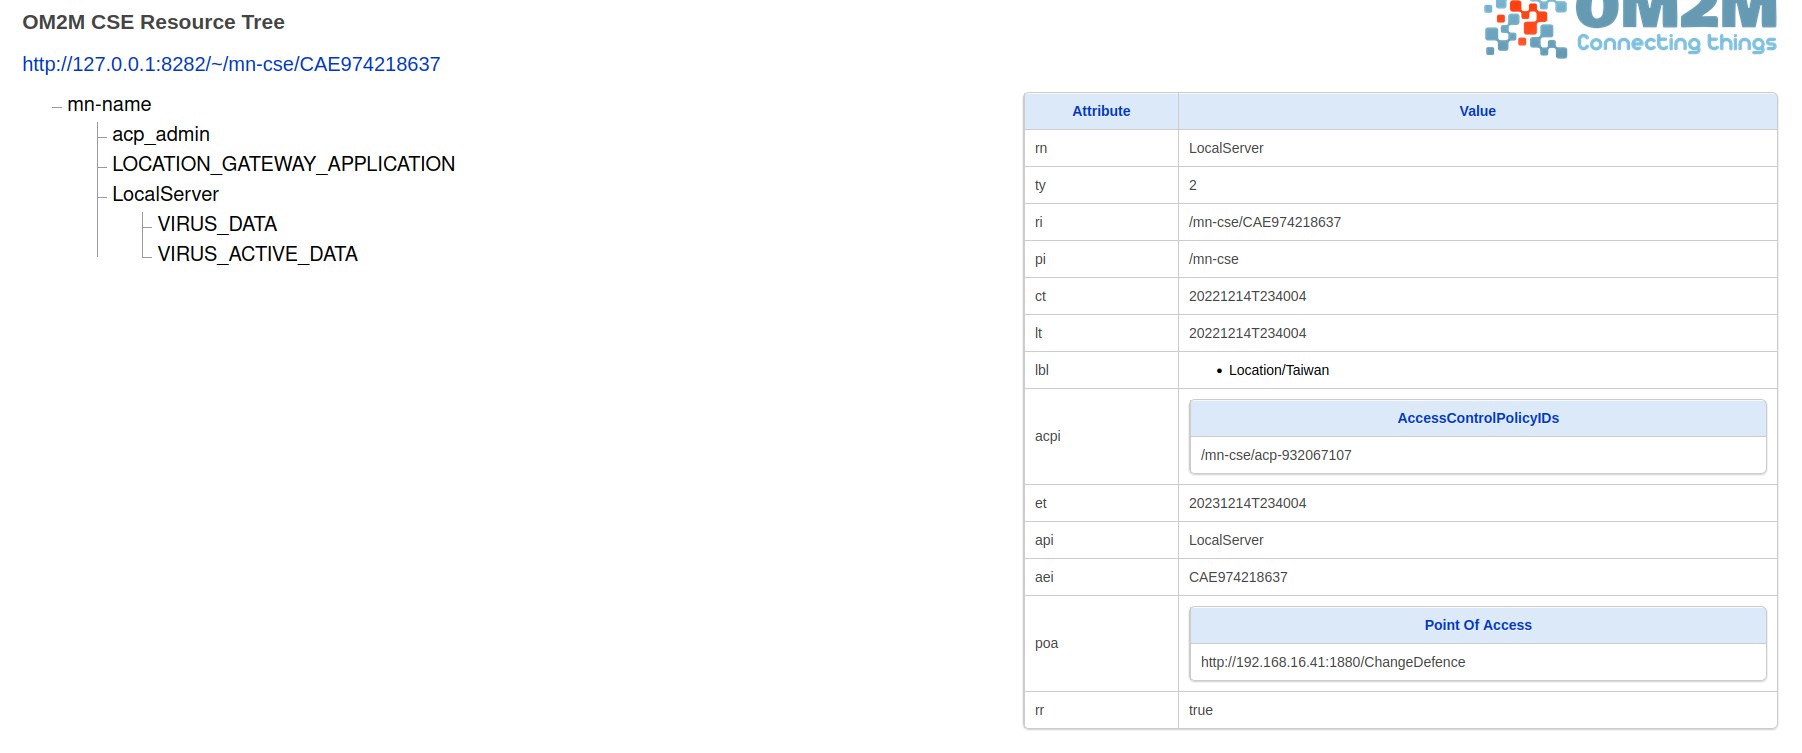 OM2M CSE Resource Tree
OM2M
Connecting things
http://127.0.0.1:8282/~/mn-cse/CAE974218637
mn-name
acp_admin
LOCATION_GATEWAY_APPLICATION
LocalServer
VIRUS_DATA
VIRUS_ACTIVE_DATA
Attribute Value
rn LocalServer
ty 2
ri /mn-cse/CAE974218637
pi /mn-cse
ct 20221214T234004
lt 20221214T234004
lbl • Location/Taiwan
acpi AccessControlPolicyIDs
/mn-cse/acp-932067107
et 20231214T234004
api LocalServer
aei CAE974218637
poa Point Of Access
http://192.168.16.41:1880/ChangeDefence
rr true